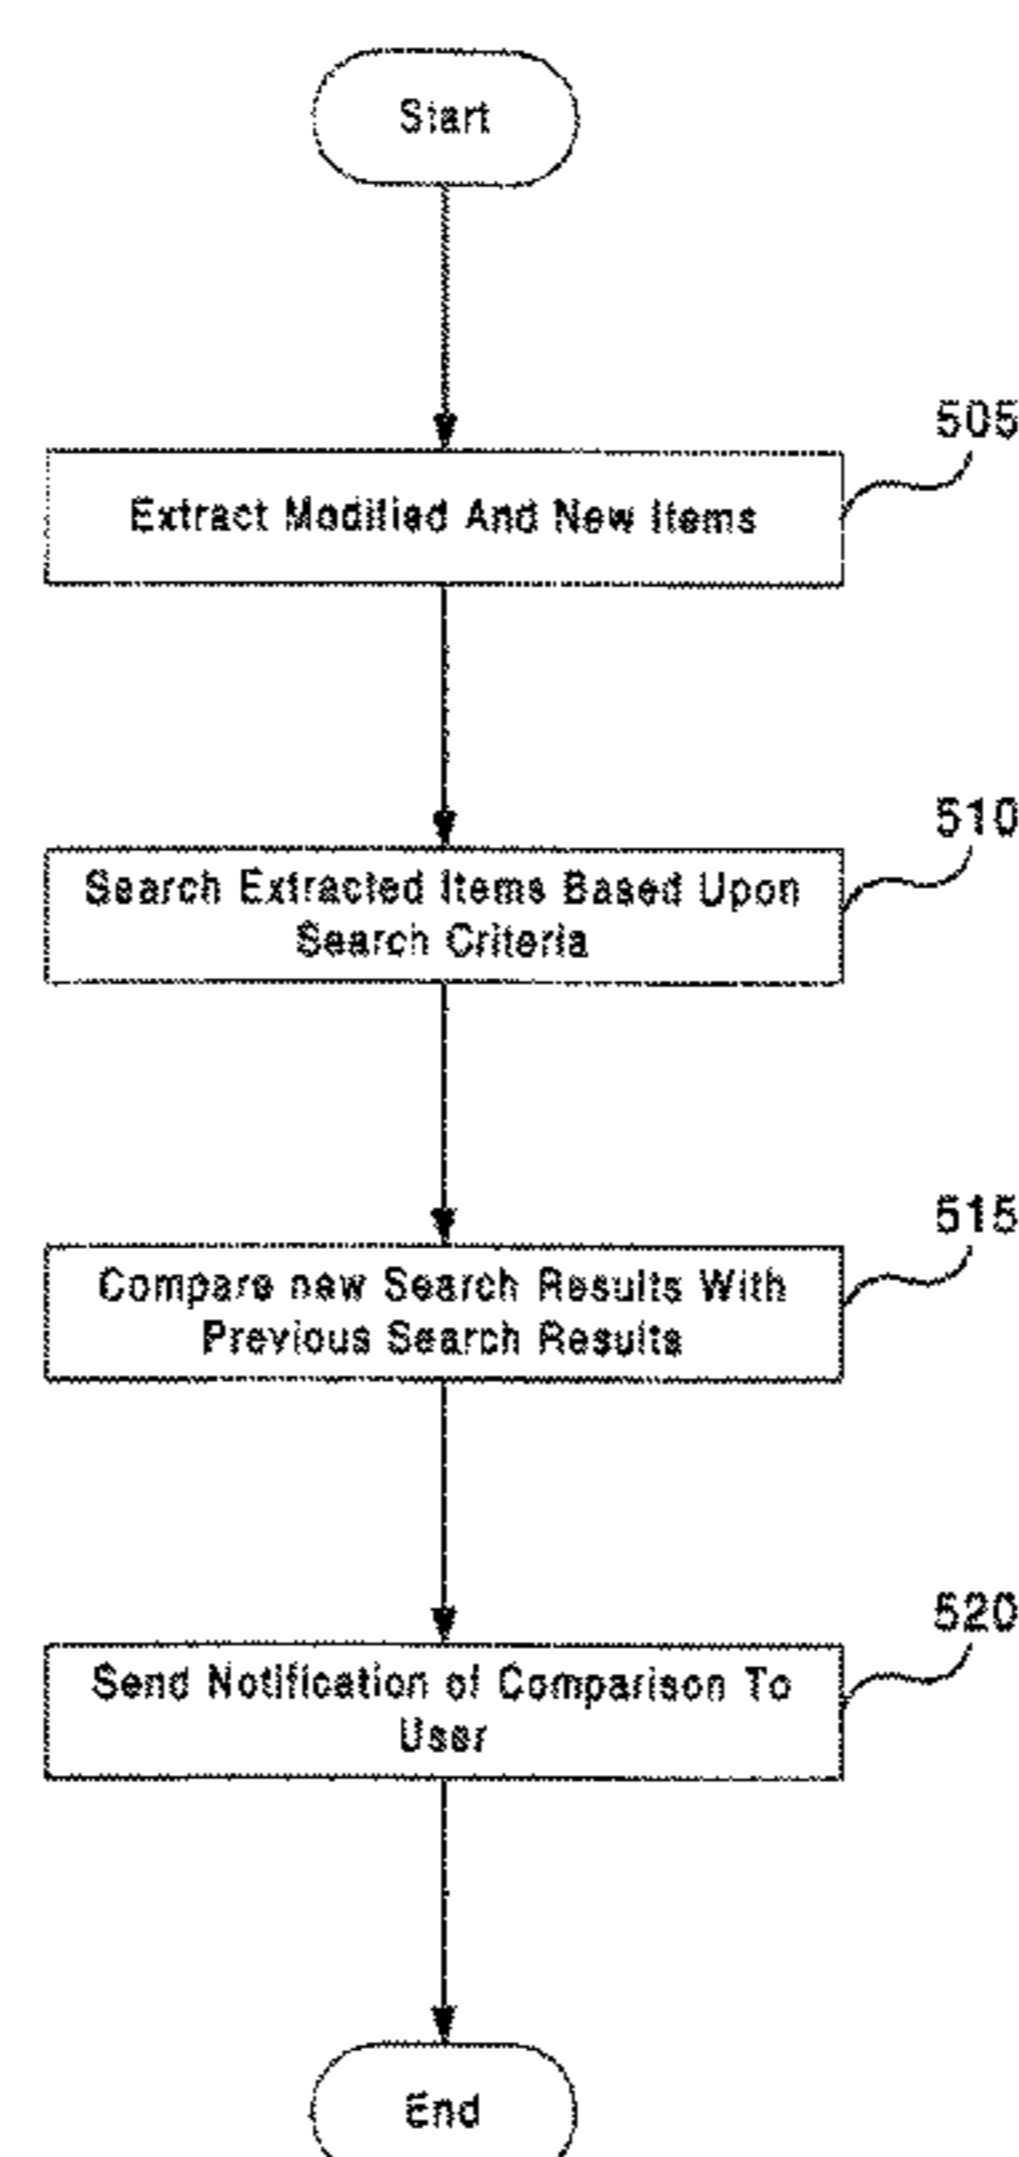 Start
505
Extract Modified And New Items
510
Search Extracted Items Based Upon
Search Criteria
515
Compare new Search Results With
Previous Search Results
520
Send Notification of Comparison To
User
End